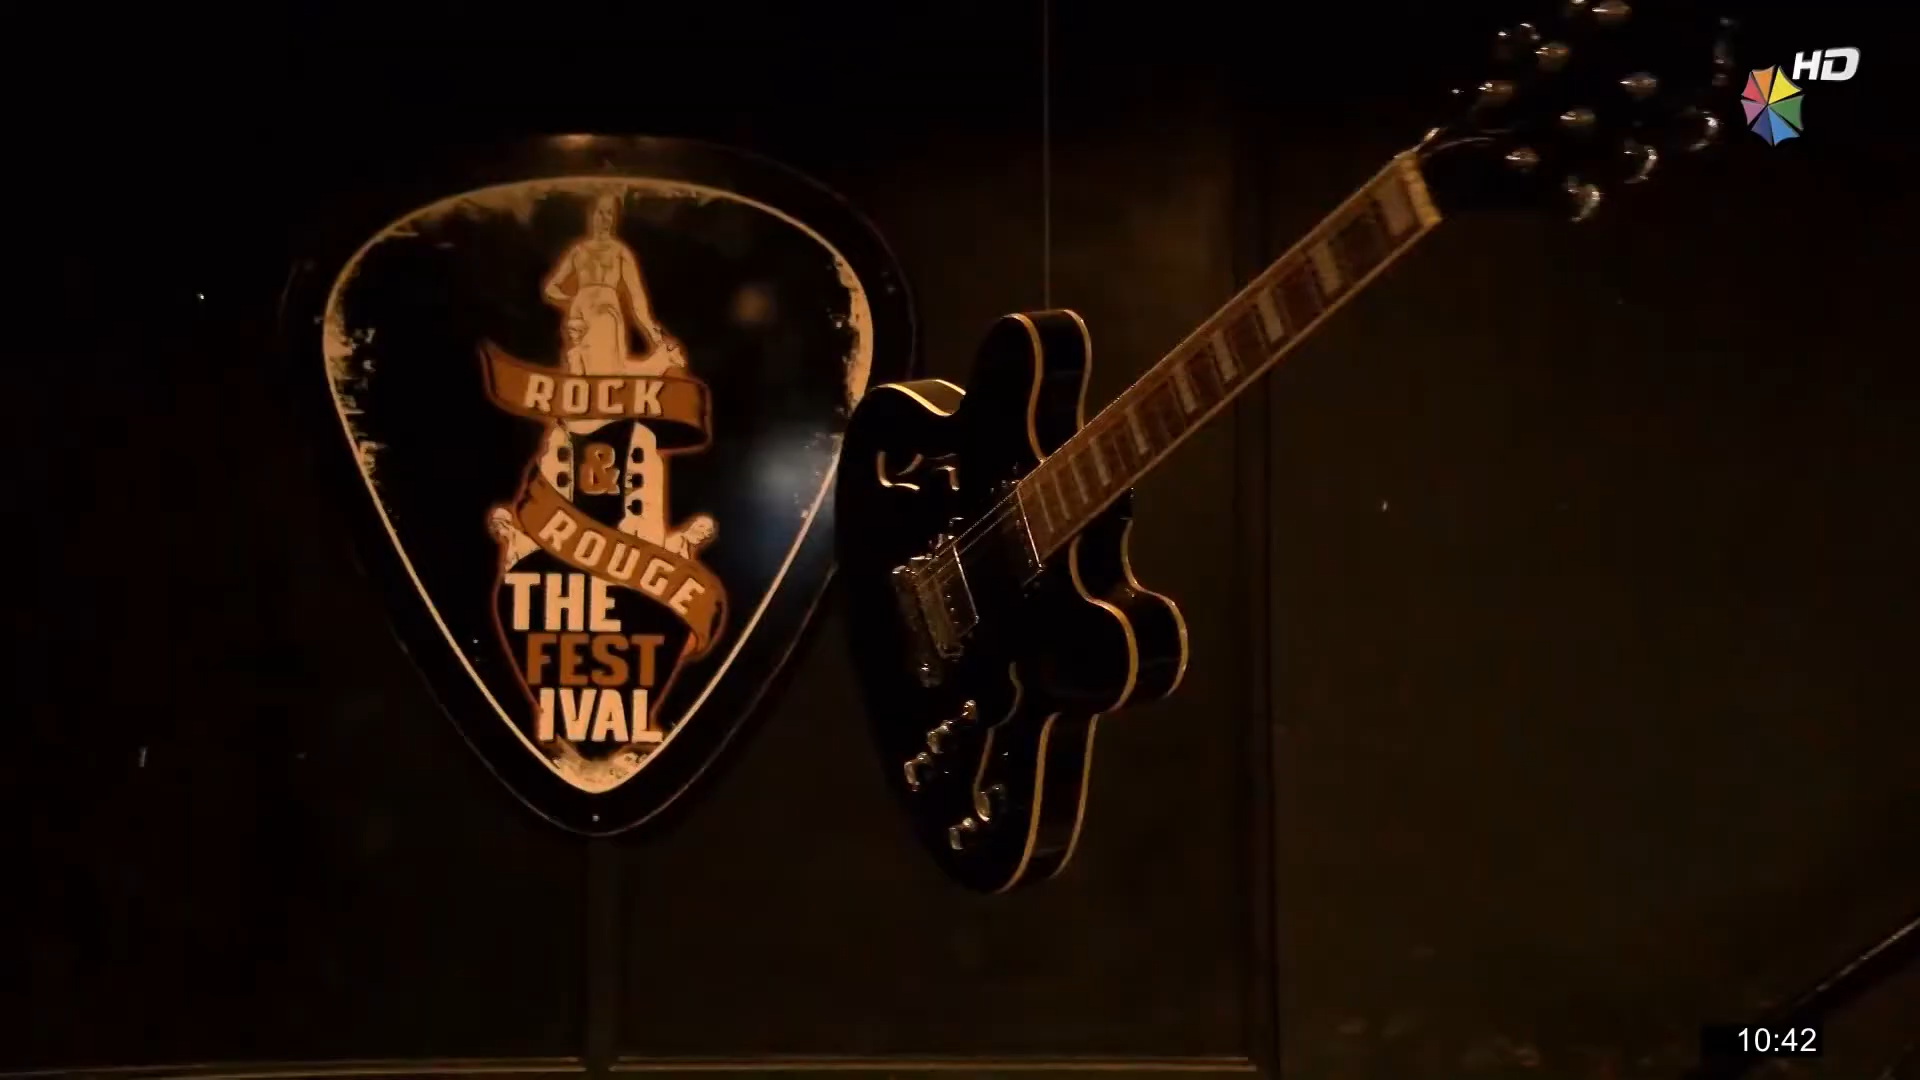 HD
ROCK
&
ROUGE
THE
FEST
IVAL
10:42